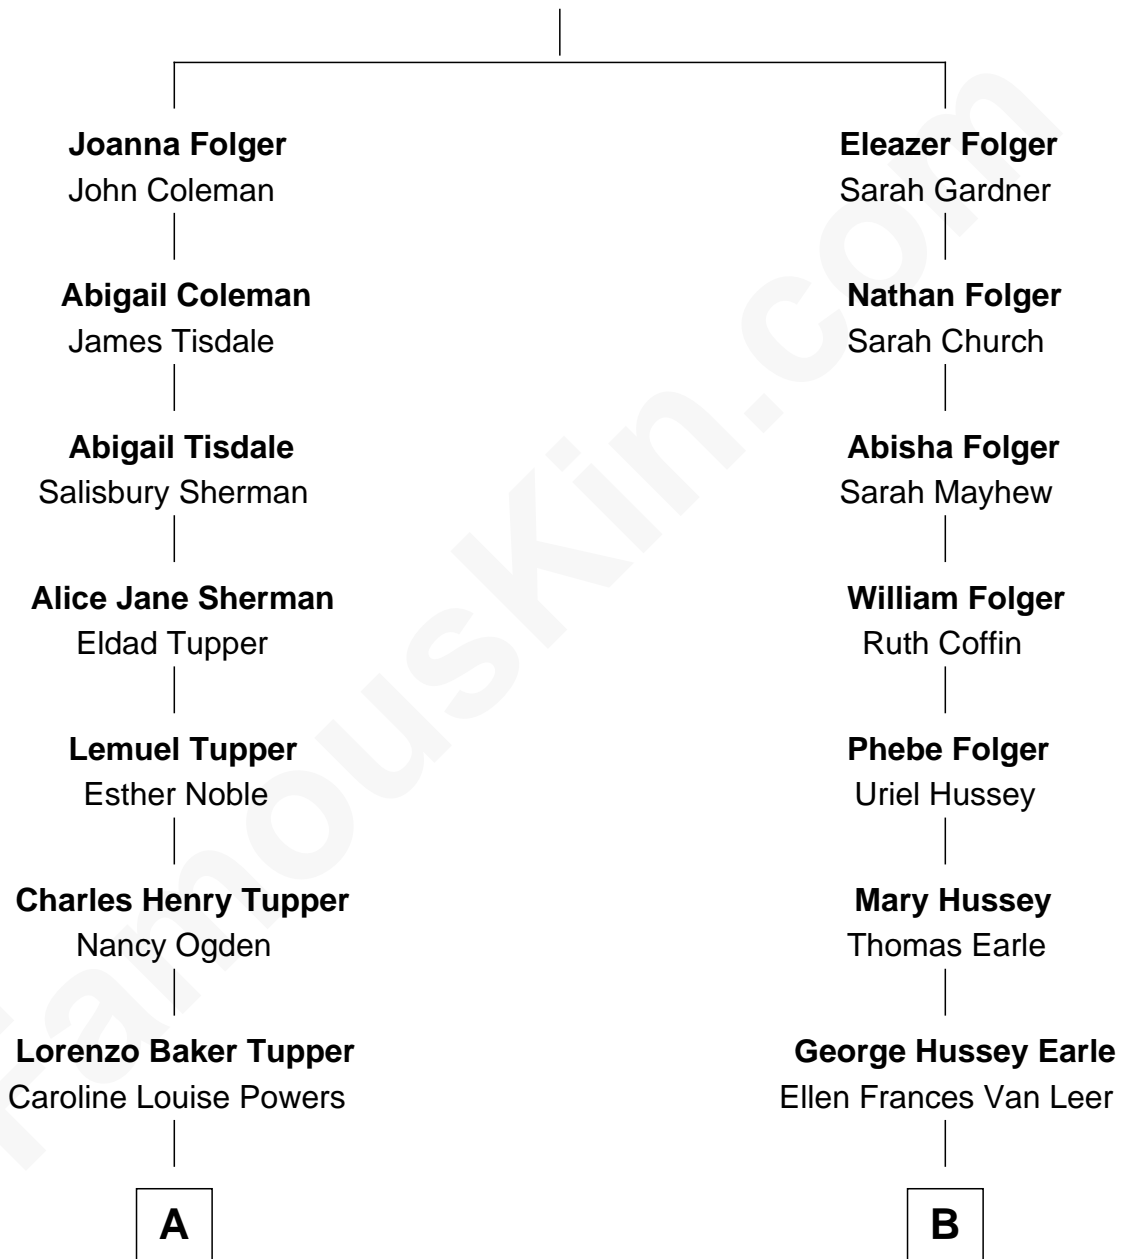 Joanna Folger
John Coleman
Abigail Coleman
James Tisdale
Abigail Tisdale
Salisbury Sherman
Alice Jane Sherman
Eldad Tupper
Lemuel Tupper
Esther Noble
Charles Henry Tupper
Nancy Ogden
Lorenzo Baker Tupper
Caroline Louise Powers
A
Eleazer Folger
Sarah Gardner
Nathan Folger
Sarah Church
Abisha Folger
Sarah Mayhew
William Folger
Ruth Coffin
Phebe Folger
Uriel Hussey
Mary Hussey
Thomas Earle
George Hussey Earle
Ellen Frances Van Leer
B
FamousKin.com